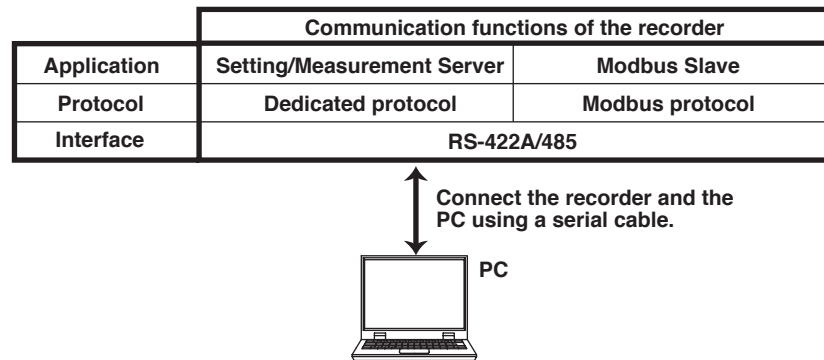 Communication functions of the recorder
Application Setting/Measurement Server Modbus Slave
Protocol Dedicated protocol Modbus protocol
Interface RS-422A/485
Connect the recorder and the
PC using a serial cable.
PC